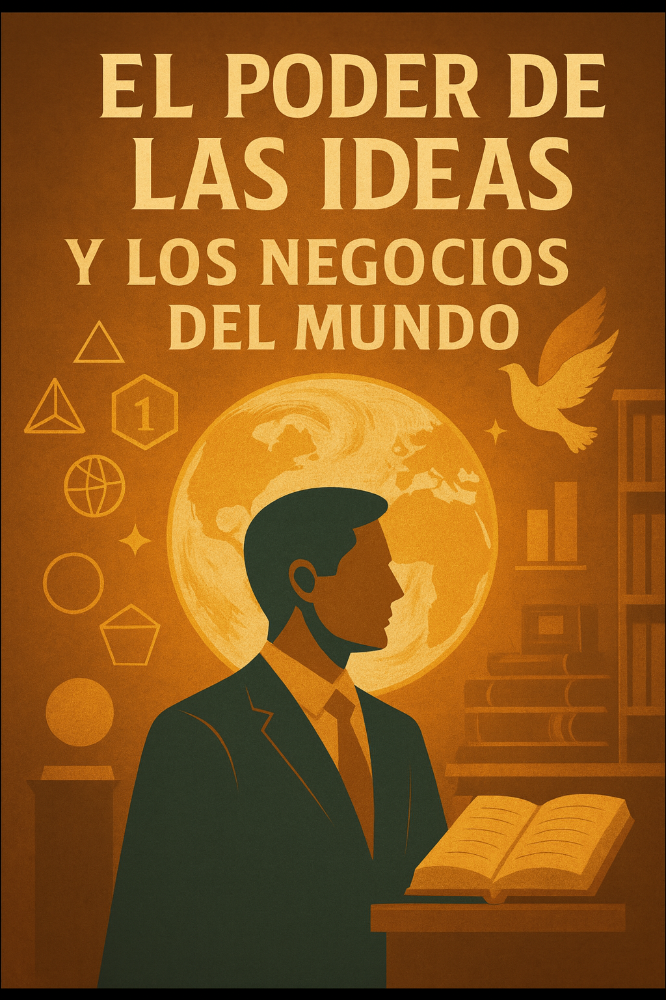 EL PODER DE
LAS IDEAS
Y LOS NEGOCIOS
DEL MUNDO
1